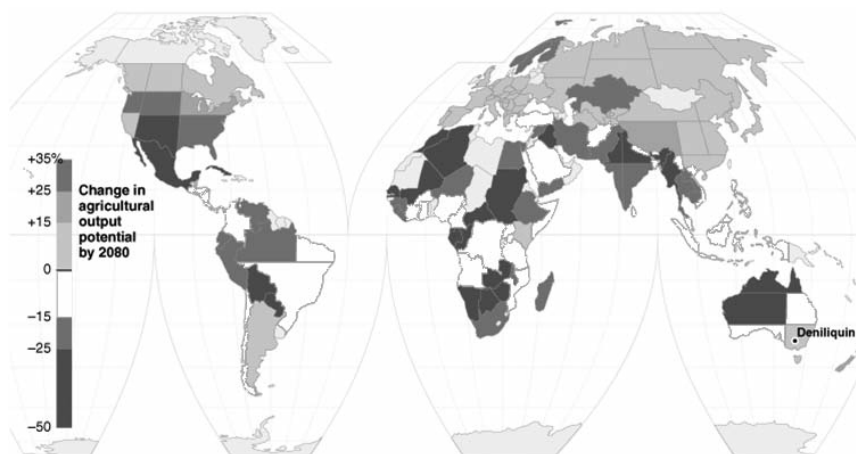 +35%
+25
+15
0
–15
–25
–50
Change in
agricultural
output
potential
by 2080
Deniliquin